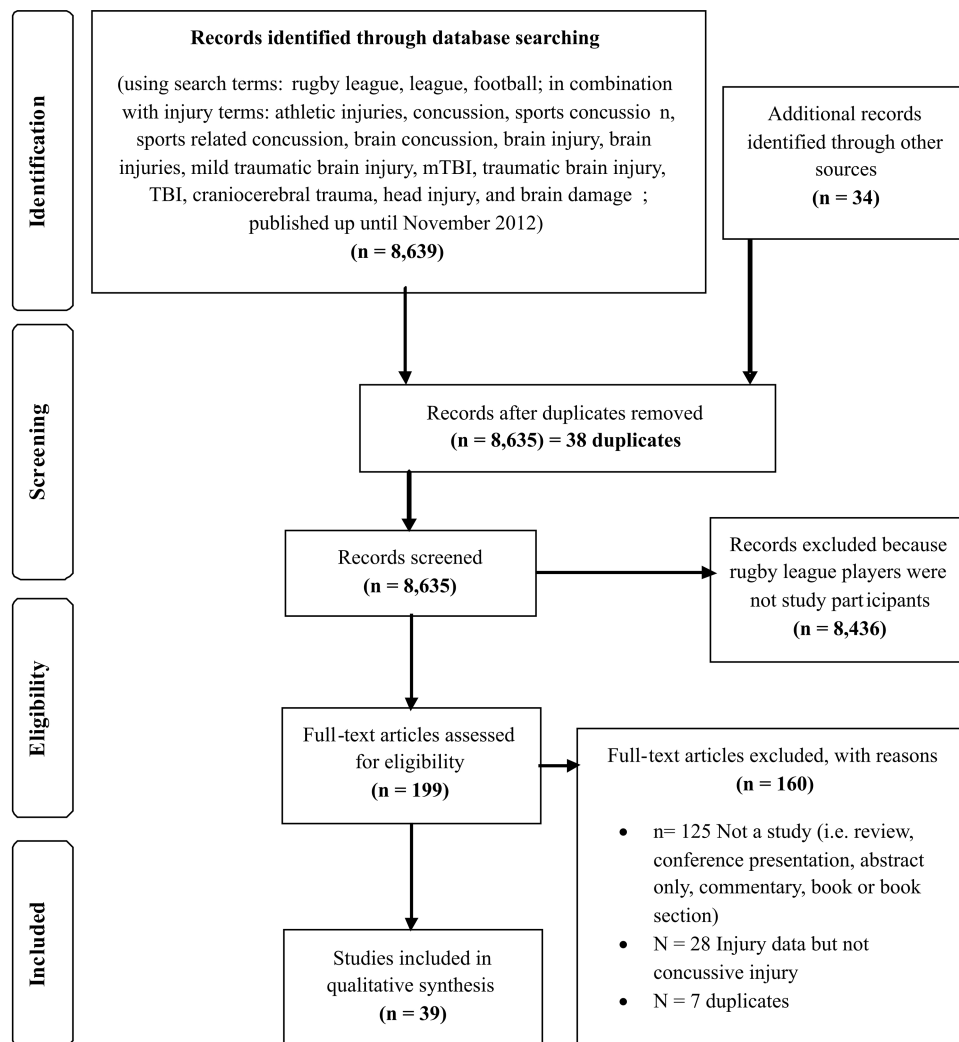 Identification
Records identified through database searching
(using search terms: rugby league, league, football; in combination
with injury terms: athletic injuries, concussion, sports concussio n,
sports related concussion, brain concussion, brain injury, brain
injuries, mild traumatic brain injury, mTBI, traumatic brain injury,
TBI, craniocerebral trauma, head injury, and brain damage ;
published up until November 2012)
(n = 8,639)
Additional records
identified through other
sources
(n = 34)
Screening
Records after duplicates removed
(n = 8,635) = 38 duplicates
Records screened
(n = 8,635)
Records excluded because
rugby league players were
not study participants
(n = 8,436)
Eligibility
Full-text articles assessed
for eligibility
(n = 199)
Full-text articles excluded, with reasons
(n = 160)
• n= 125 Not a study (i.e. review,
conference presentation, abstract
only, commentary, book or book
section)
• N = 28 Injury data but not
concussive injury
• N = 7 duplicates
Included
Studies included in
qualitative synthesis
(n = 39)